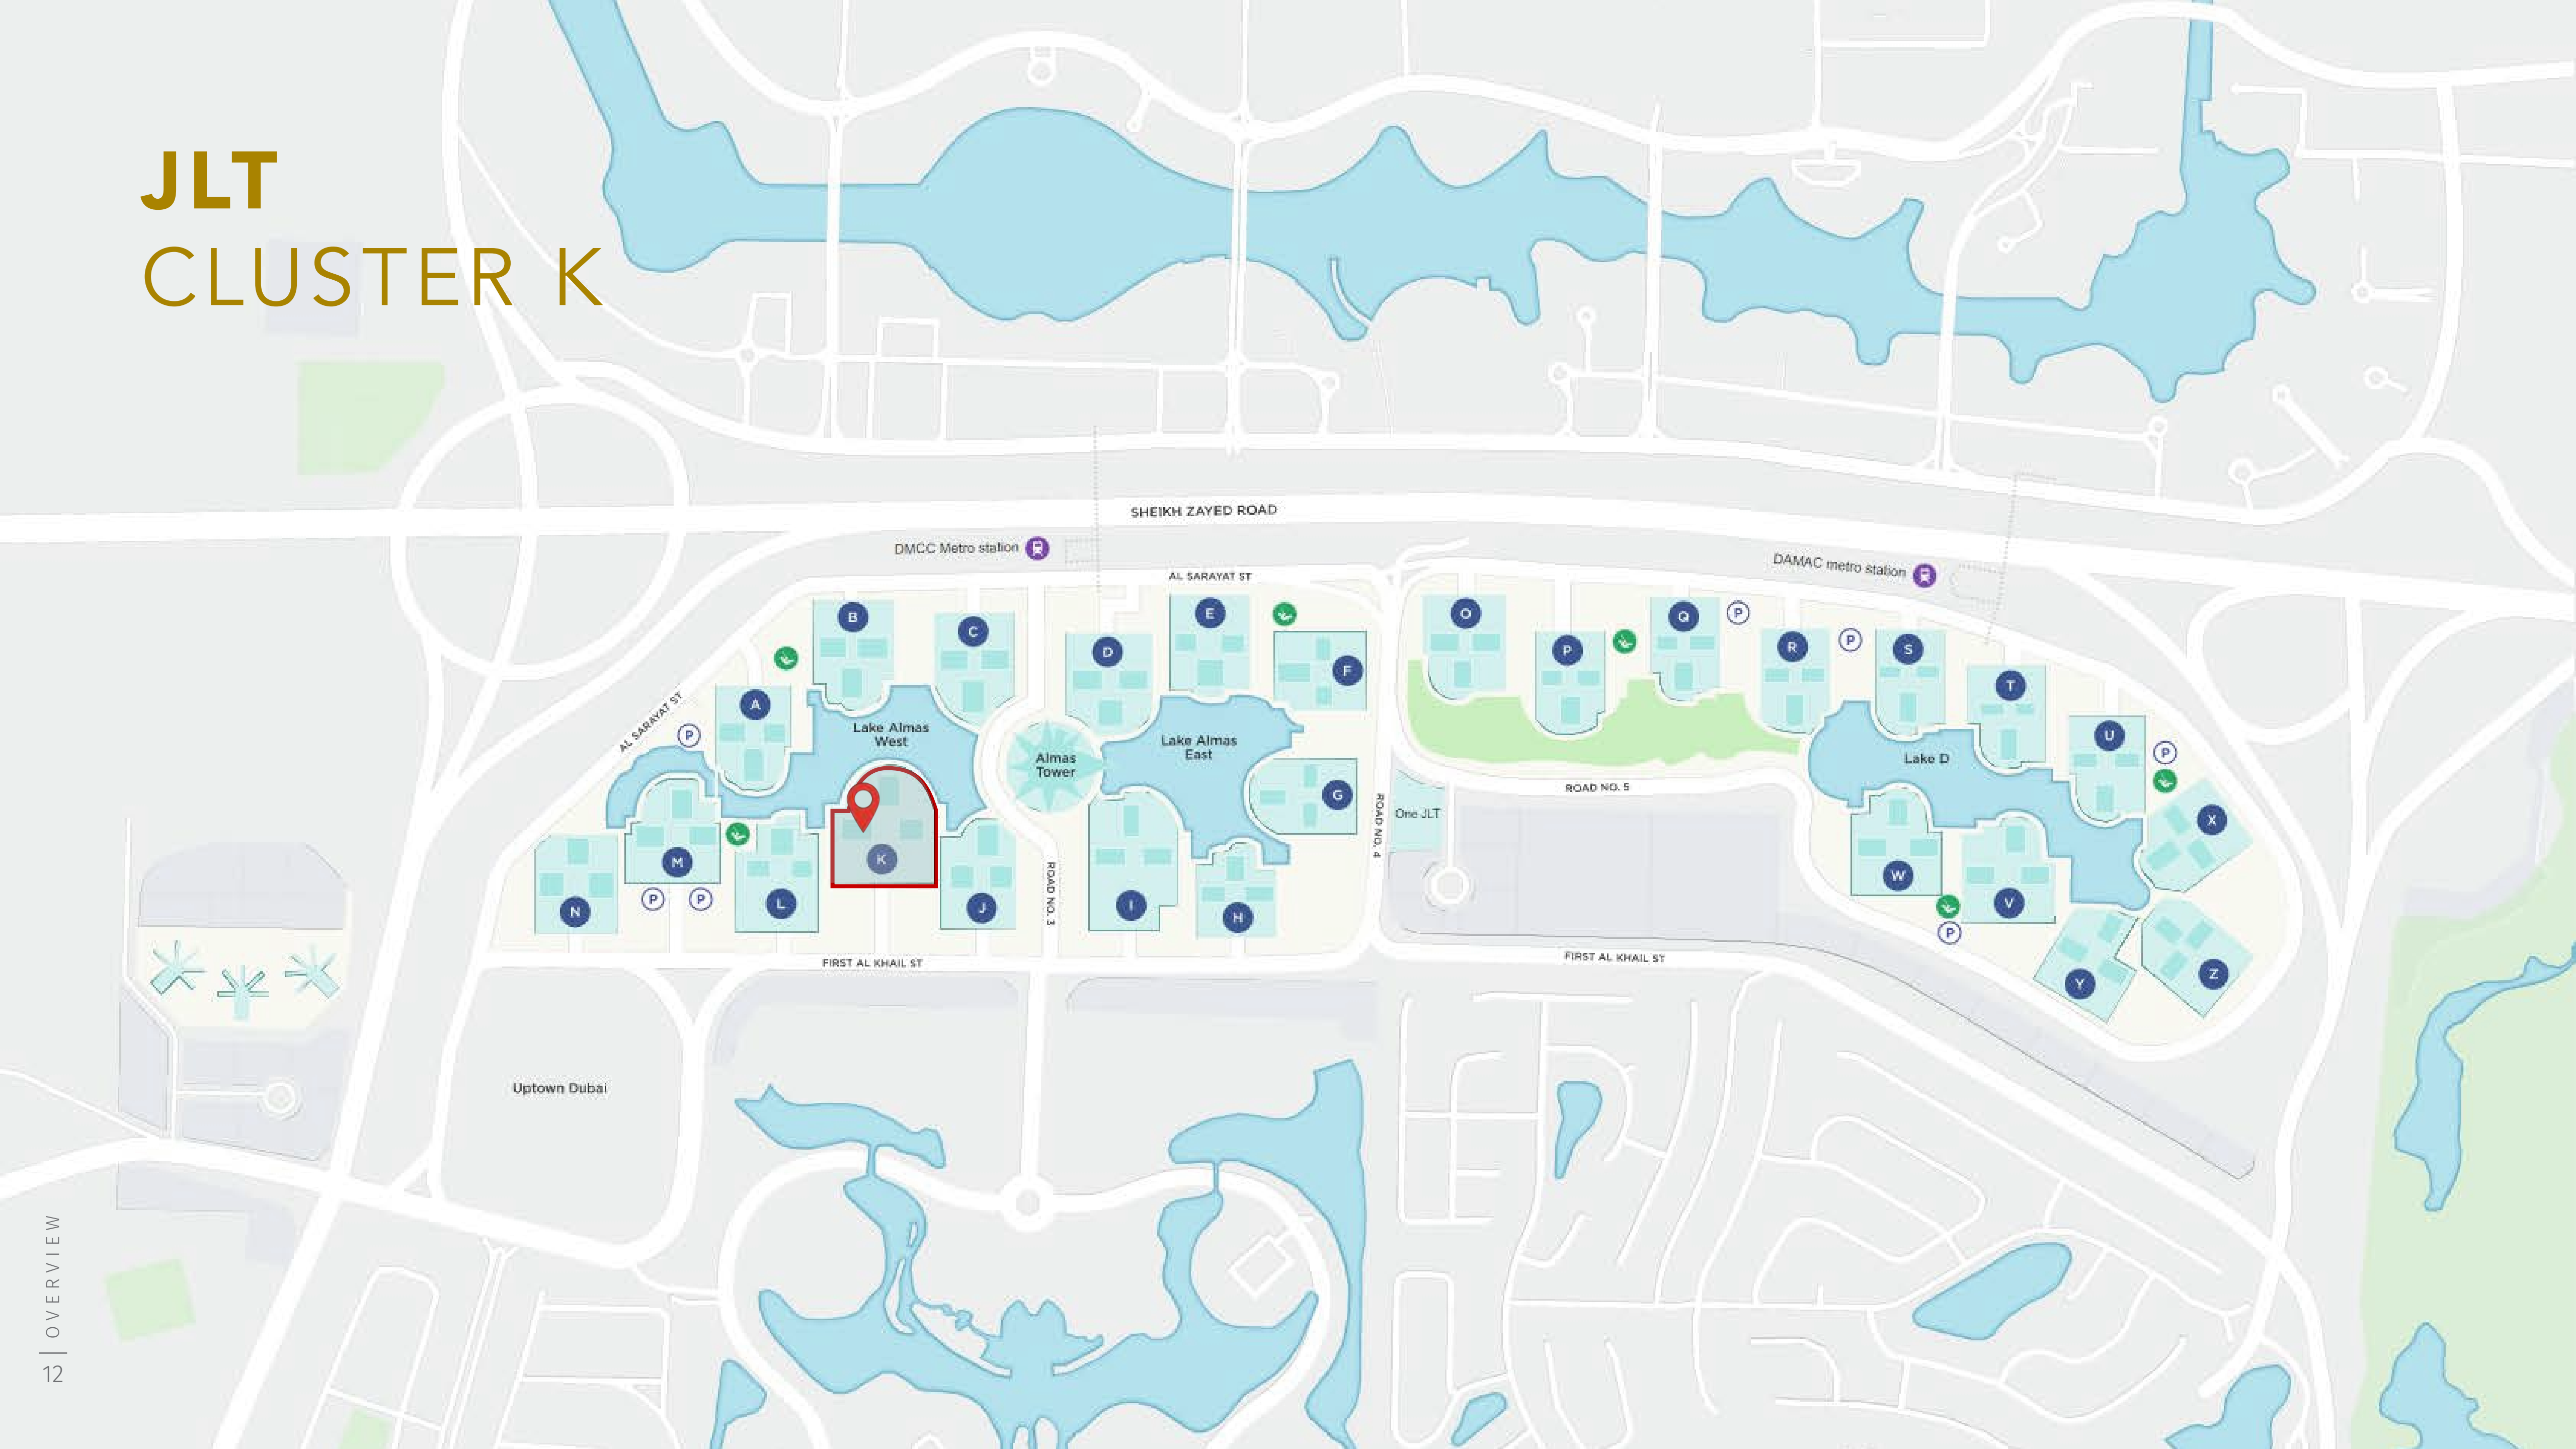 JLT
CLUSTER K
SHEIKH ZAYED ROAD
DMCC Metro station
DAMAC metro station
AL SARAYAT ST
B
C
D
E
F
O
P
Q
P
R
P
S
T
U
P
A
AL SARAYAT ST
P
Lake Almas
West
Almas
Tower
Lake Almas
East
G
ROAD NO. 4
One JLT
ROAD NO. 5
Lake D
X
K
M
N
P
P
L
J
ROAD NO. 3
I
H
W
V
P
Y
Z
FIRST AL KHAIL ST
FIRST AL KHAIL ST
Uptown Dubai
12 | OVERVIEW